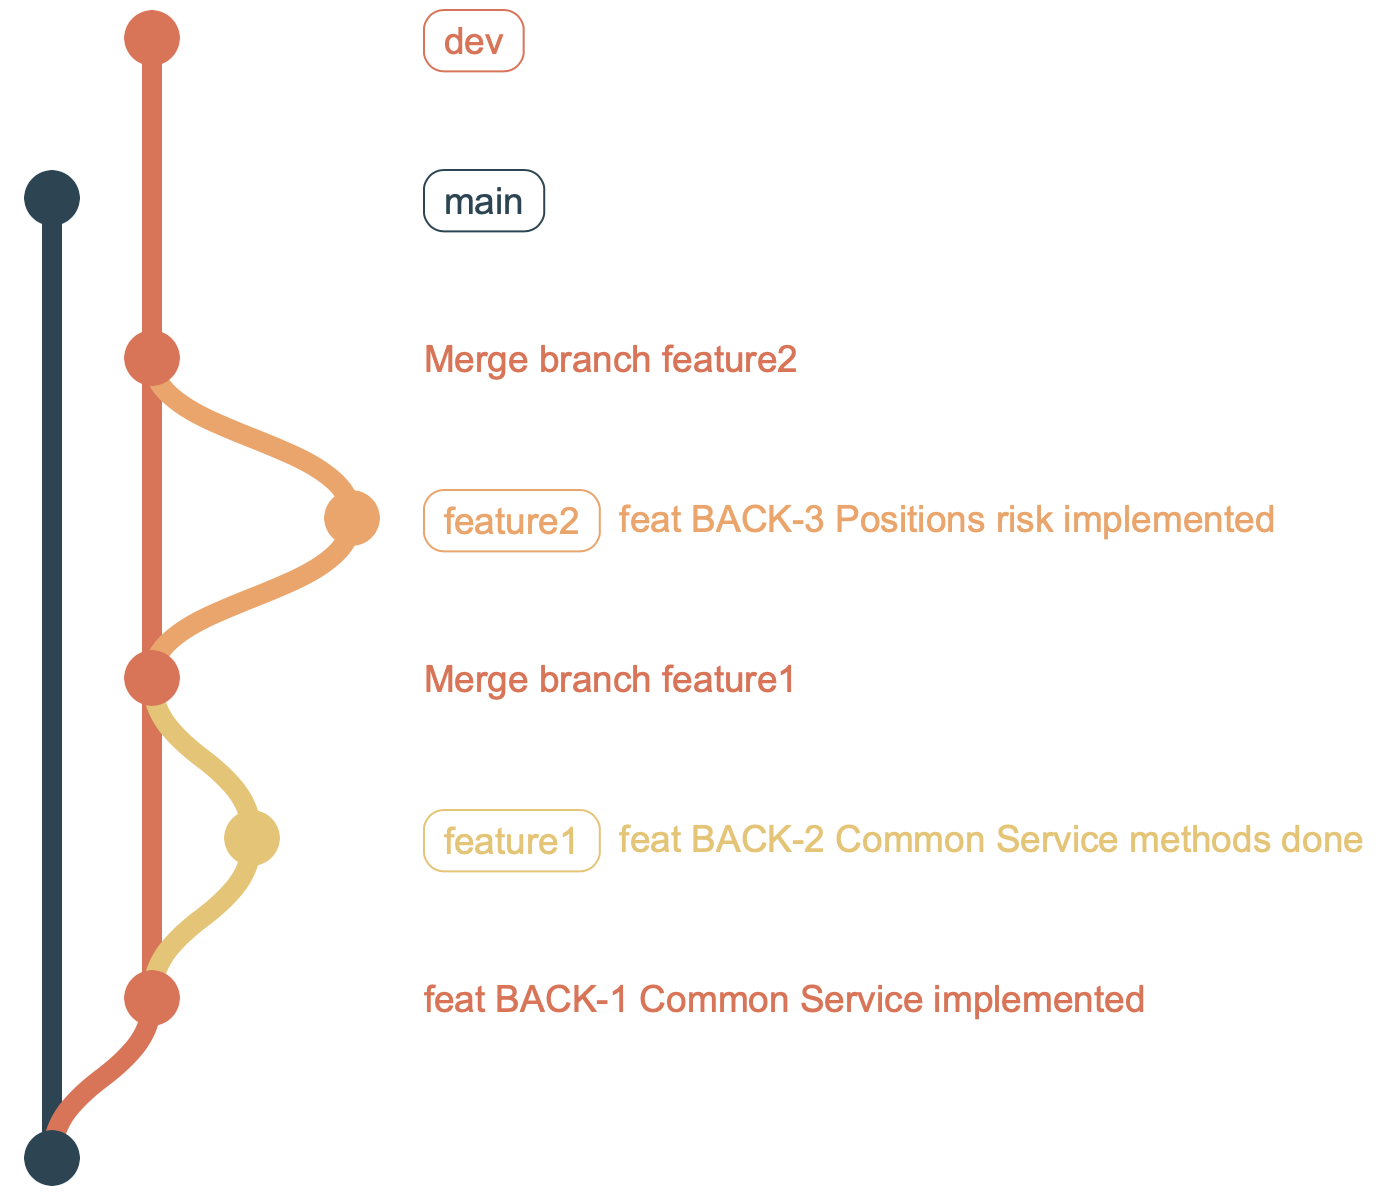 dev
main
Merge branch feature2
feature2 feat BACK-3 Positions risk implemented
Merge branch feature1
feature1 feat BACK-2 Common Service methods done
feat BACK-1 Common Service implemented